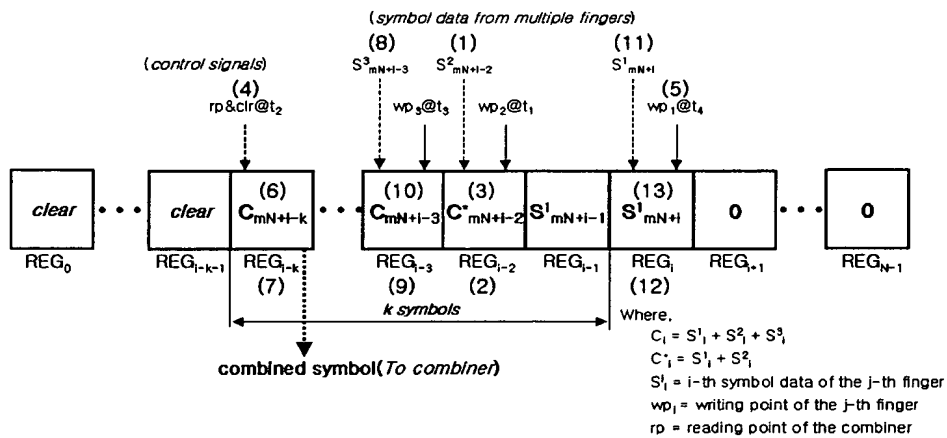 (symbol data from multiple fingers)
(8) (1) (11)
(control signals) S³mN+i-3 S²mN+i-2 S¹mN+i
(4) (5)
rp&clr@t₂ wp₃@t₃ wp₂@t₁ wp₁@t₄
(6) (10) (3) (13)
clear clear CmN+i-k CmN+i-3 C*mN+i-2 S¹mN+i-1 S¹mN+i 0 0
REG₀ REGi-k-1 REGi-k REGi-3 REGi-2 REGi-1 REGi REGi+1 REGN-1
(7) (9) (2) (12)
k symbols
Where,
Cᵢ = S¹ᵢ + S²ᵢ + S³ᵢ
combined symbol(To combiner)
C*ᵢ = S¹ᵢ + S²ᵢ
Sʲᵢ = i-th symbol data of the j-th finger
wpⱼ = writing point of the j-th finger
rp = reading point of the combiner